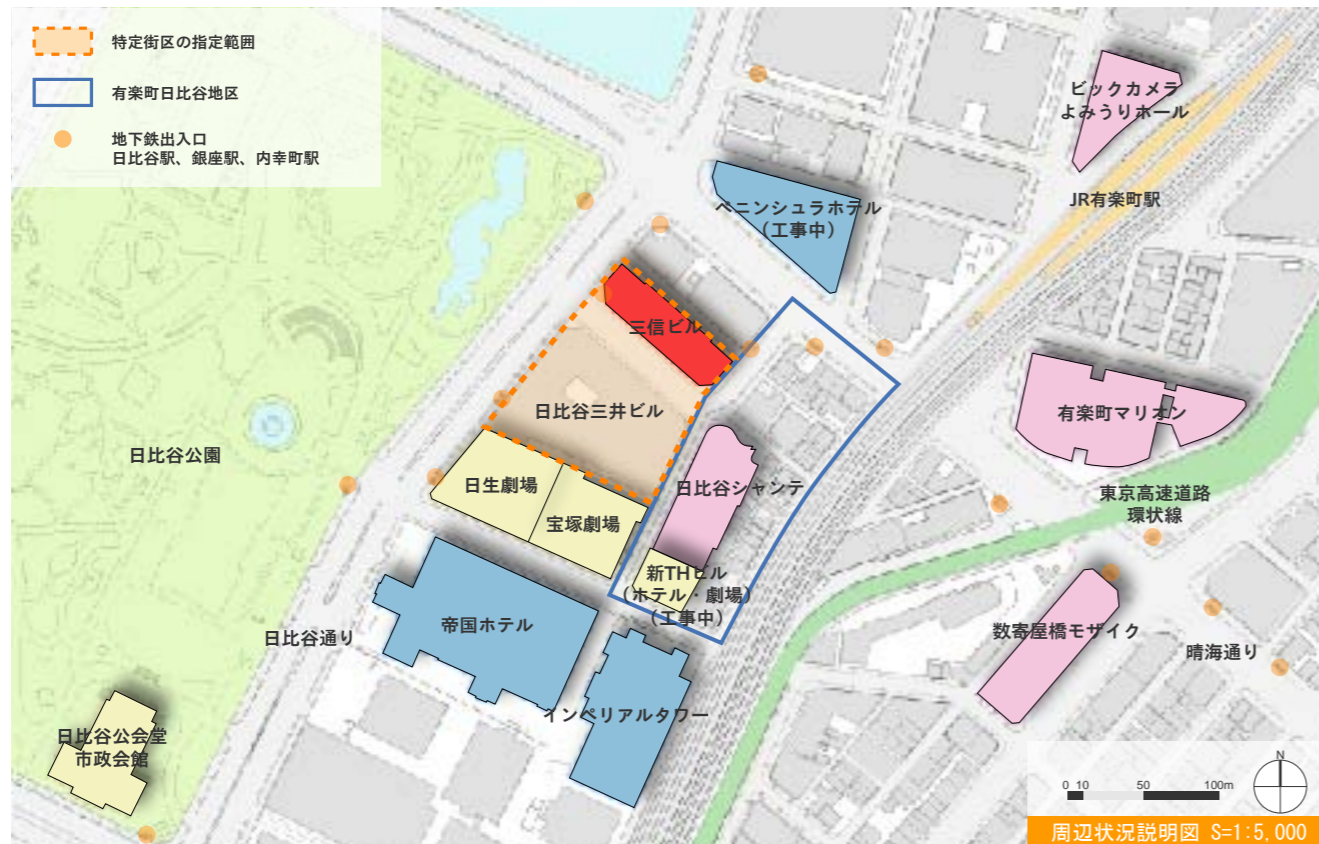 特定街区の指定範囲
有楽町日比谷地区
地下鉄出入口
日比谷駅、銀座駅、内幸町駅
ビックカメラ
よみうりホール
JR有楽町駅
ペニンシュラホテル
(工事中)
三信ビル
日比谷三井ビル
有楽町マリオン
日比谷公園
日生劇場
日比谷シャンテ
宝塚劇場
東京高速道路
環状線
新THビル
(ホテル・劇場)
(工事中)
帝国ホテル
日比谷通り
数寄屋橋モザイク
晴海通り
インペリアルタワー
日比谷公会堂
市政会館
N
0 10 50 100m
周辺状況説明図 S=1:5,000